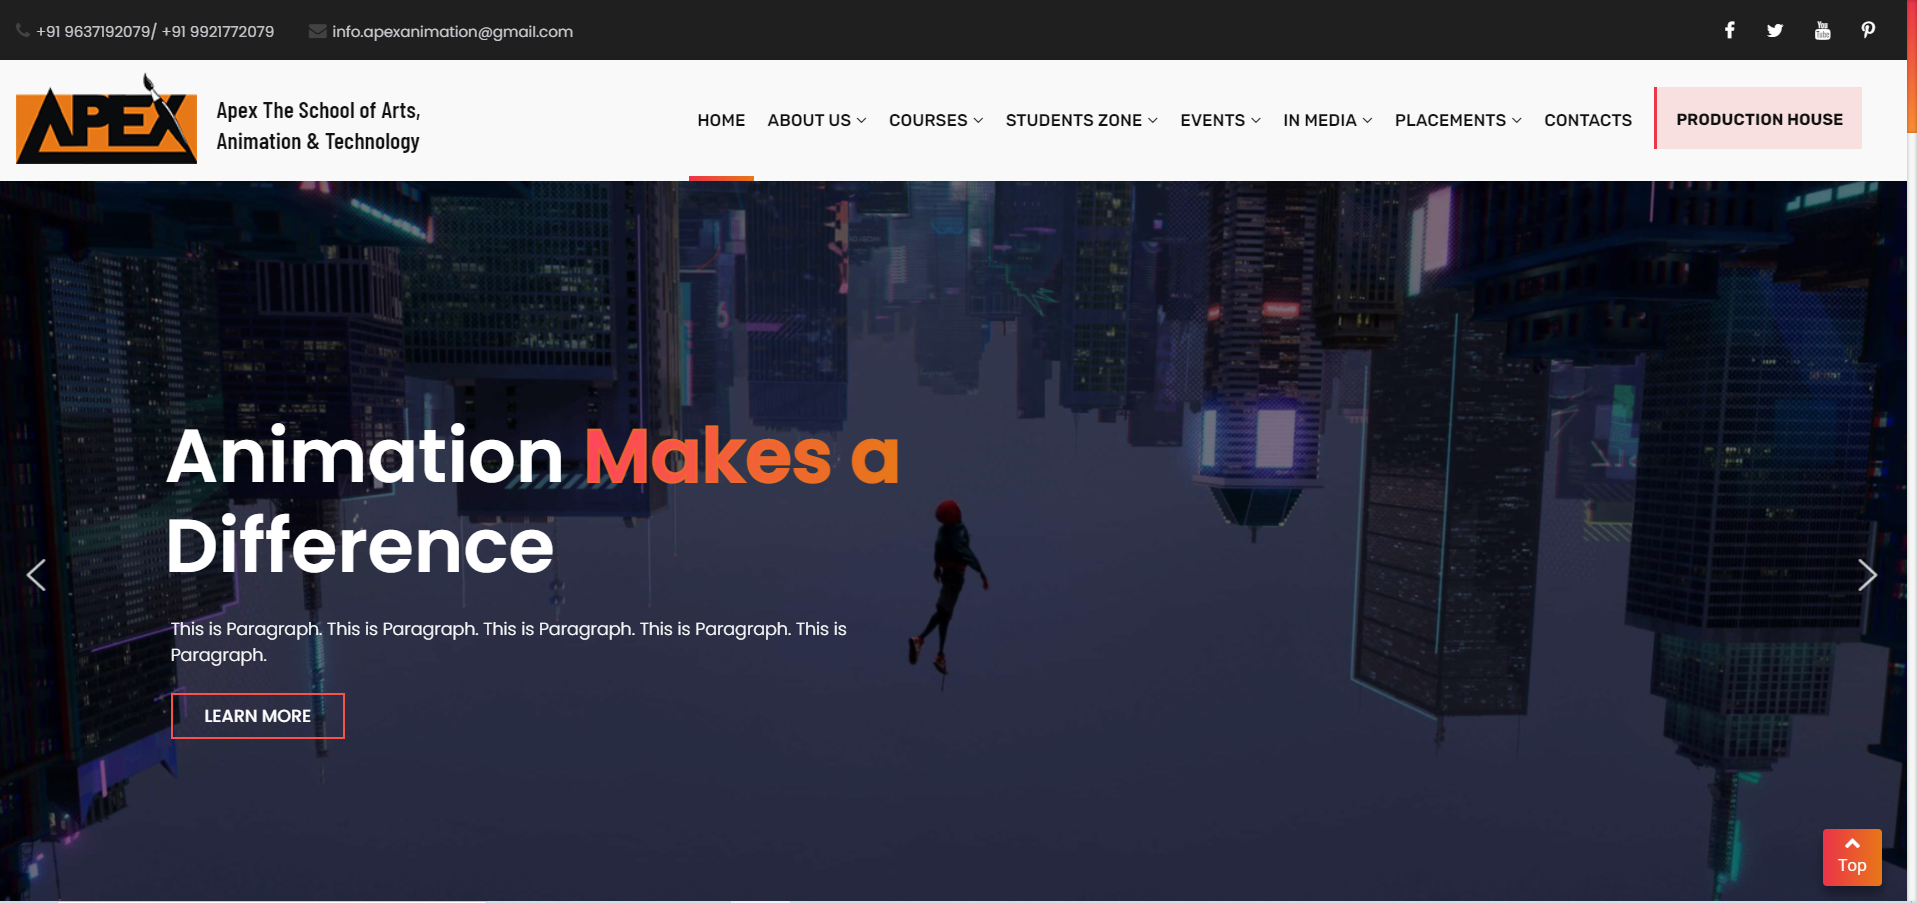 +91 9637192079/ +91 9921772079
info.apexanimation@gmail.com
You
Tube
APEX
Apex The School of Arts,
Animation & Technology
HOME
ABOUT US
COURSES
STUDENTS ZONE
EVENTS
IN MEDIA
PLACEMENTS
CONTACTS
PRODUCTION HOUSE
Animation Makes a
Difference
This is Paragraph. This is Paragraph. This is Paragraph. This is Paragraph. This is
Paragraph.
LEARN MORE
Top